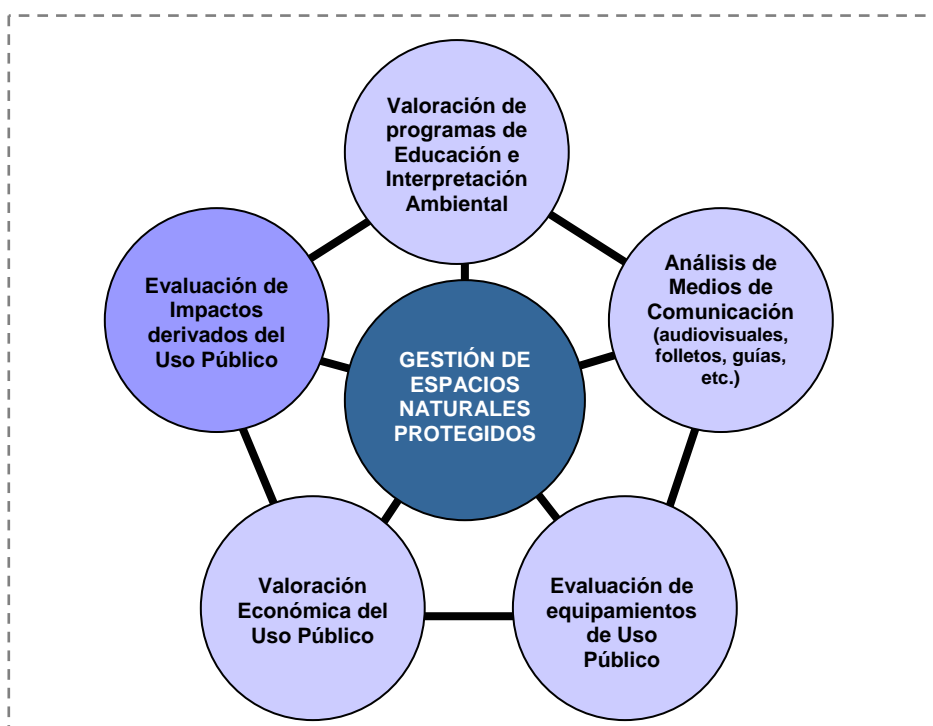 Valoración de
programas de
Educación e
Interpretación
Ambiental
Evaluación de
Impactos
derivados del
Uso Público
Análisis de
Medios de
Comunicación
(audiovisuales,
folletos, guías,
etc.)
GESTIÓN DE
ESPACIOS
NATURALES
PROTEGIDOS
Valoración
Económica del
Uso Público
Evaluación de
equipamientos
de Uso
Público